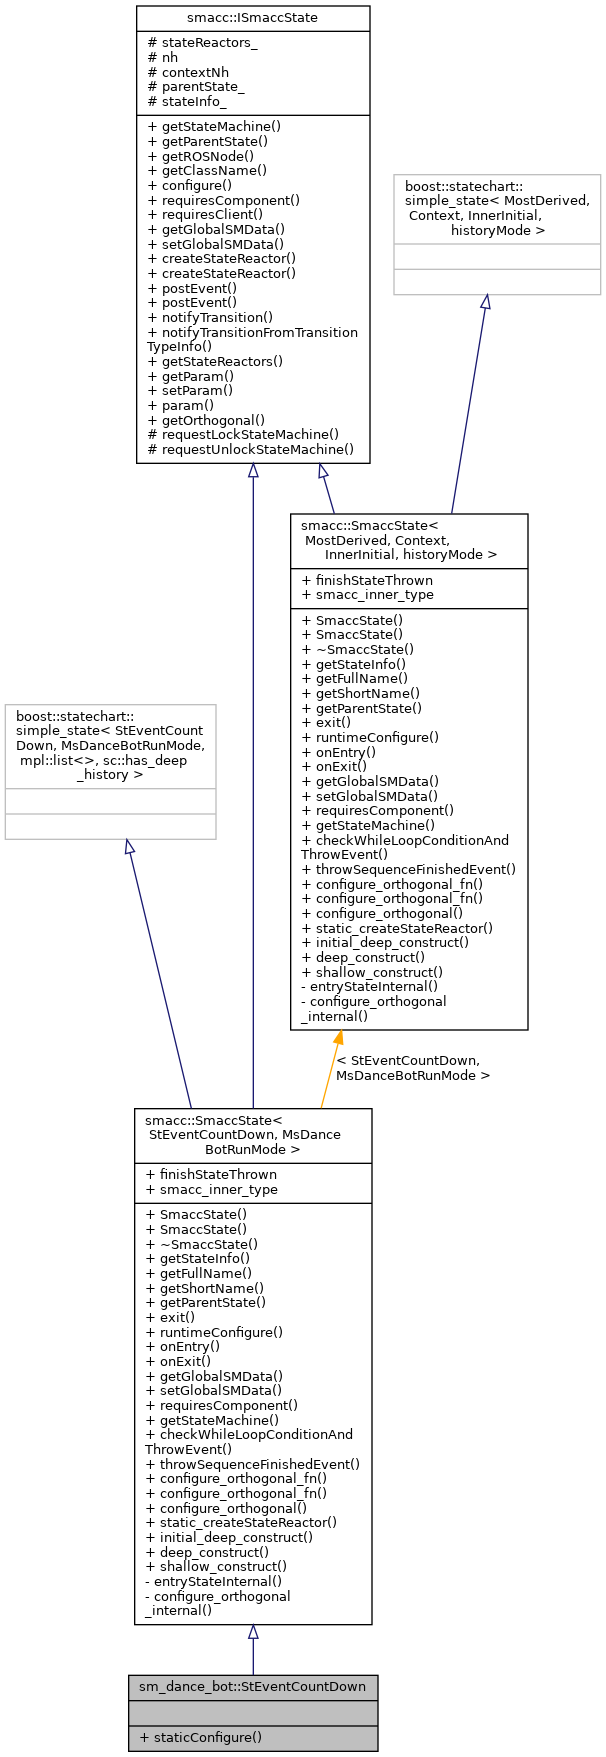 smacc::ISmaccState
# stateReactors_
# nh
# contextNh
# parentState_
# stateInfo_
+ getStateMachine()
+ getParentState()
+ getROSNode()
+ getClassName()
+ configure()
+ requiresComponent()
+ requiresClient()
+ getGlobalSMData()
+ setGlobalSMData()
+ createStateReactor()
+ createStateReactor()
+ postEvent()
+ postEvent()
+ notifyTransition()
+ notifyTransitionFromTransition
TypeInfo()
+ getStateReactors()
+ getParam()
+ setParam()
+ param()
+ getOrthogonal()
# requestLockStateMachine()
# requestUnlockStateMachine()
boost::statechart::
simple_state< MostDerived,
Context, InnerInitial,
historyMode >
smacc::SmaccState<
MostDerived, Context,
InnerInitial, historyMode >
+ finishStateThrown
+ smacc_inner_type
+ SmaccState()
+ SmaccState()
+ ~SmaccState()
+ getStateInfo()
+ getFullName()
+ getShortName()
+ getParentState()
+ exit()
+ runtimeConfigure()
+ onEntry()
+ onExit()
+ getGlobalSMData()
+ setGlobalSMData()
+ requiresComponent()
+ getStateMachine()
+ checkWhileLoopConditionAnd
ThrowEvent()
+ throwSequenceFinishedEvent()
+ configure_orthogonal_fn()
+ configure_orthogonal_fn()
+ configure_orthogonal()
+ static_createStateReactor()
+ initial_deep_construct()
+ deep_construct()
+ shallow_construct()
- entryStateInternal()
- configure_orthogonal
_internal()
boost::statechart::
simple_state< StEventCount
Down, MsDanceBotRunMode,
mpl::list<>, sc::has_deep
_history >
< StEventCountDown,
MsDanceBotRunMode >
smacc::SmaccState<
StEventCountDown, MsDance
BotRunMode >
+ finishStateThrown
+ smacc_inner_type
+ SmaccState()
+ SmaccState()
+ ~SmaccState()
+ getStateInfo()
+ getFullName()
+ getShortName()
+ getParentState()
+ exit()
+ runtimeConfigure()
+ onEntry()
+ onExit()
+ getGlobalSMData()
+ setGlobalSMData()
+ requiresComponent()
+ getStateMachine()
+ checkWhileLoopConditionAnd
ThrowEvent()
+ throwSequenceFinishedEvent()
+ configure_orthogonal_fn()
+ configure_orthogonal_fn()
+ configure_orthogonal()
+ static_createStateReactor()
+ initial_deep_construct()
+ deep_construct()
+ shallow_construct()
- entryStateInternal()
- configure_orthogonal
_internal()
sm_dance_bot::StEventCountDown
+ staticConfigure()